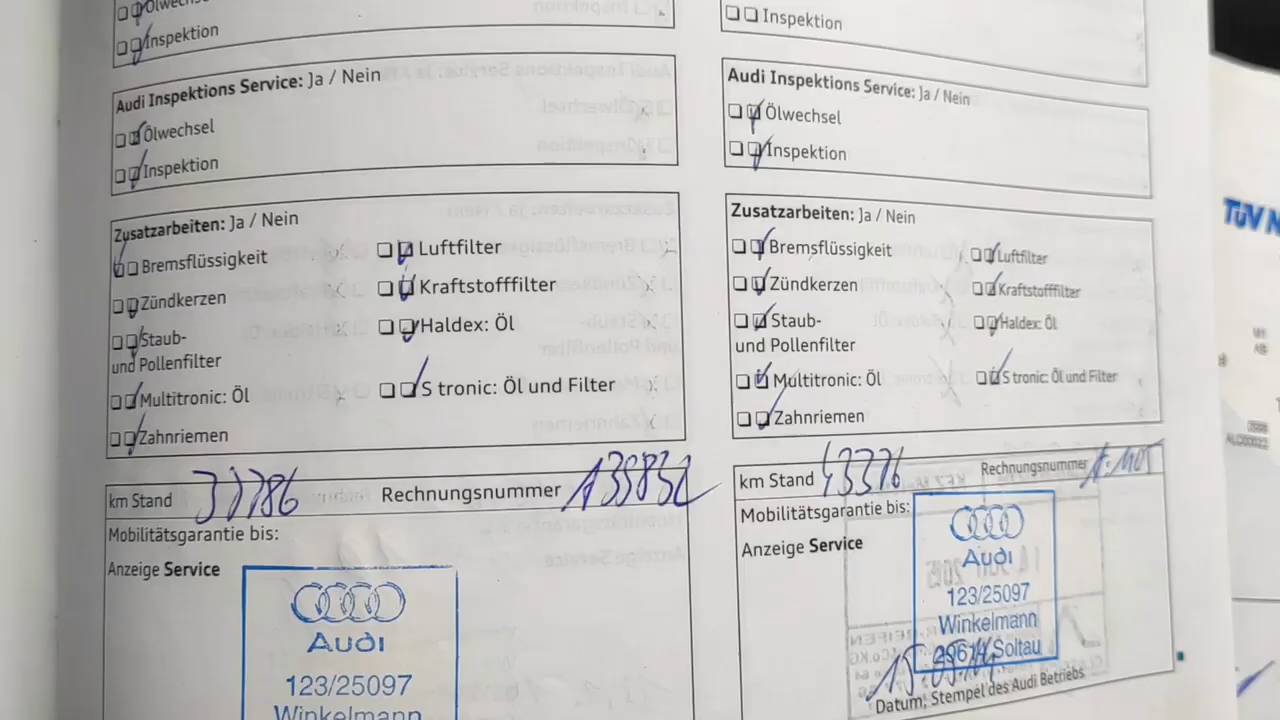 Ölwechsel
Inspektion
Audi Inspektions Service: Ja / Nein
Ölwechsel
Inspektion
Zusatzarbeiten: Ja / Nein
Bremsflüssigkeit
Luftfilter
Zündkerzen
Kraftstofffilter
Staub-
und Pollenfilter
Haldex: Öl
Multitronic: Öl
S tronic: Öl und Filter
Zahnriemen
km Stand
Rechnungsnummer
Mobilitätsgarantie bis:
Anzeige Service
Audi
123/25097
Winkelmann
Inspektion
Audi Inspektions Service: Ja / Nein
Ölwechsel
Inspektion
Zusatzarbeiten: Ja / Nein
Bremsflüssigkeit
Luftfilter
Zündkerzen
Kraftstofffilter
Staub-
und Pollenfilter
Haldex: Öl
Multitronic: Öl
S tronic: Öl und Filter
Zahnriemen
km Stand
Rechnungsnummer
Mobilitätsgarantie bis:
Anzeige Service
Audi
123/25097
Winkelmann
29614 Soltau
Datum, Stempel des Audi Betriebs